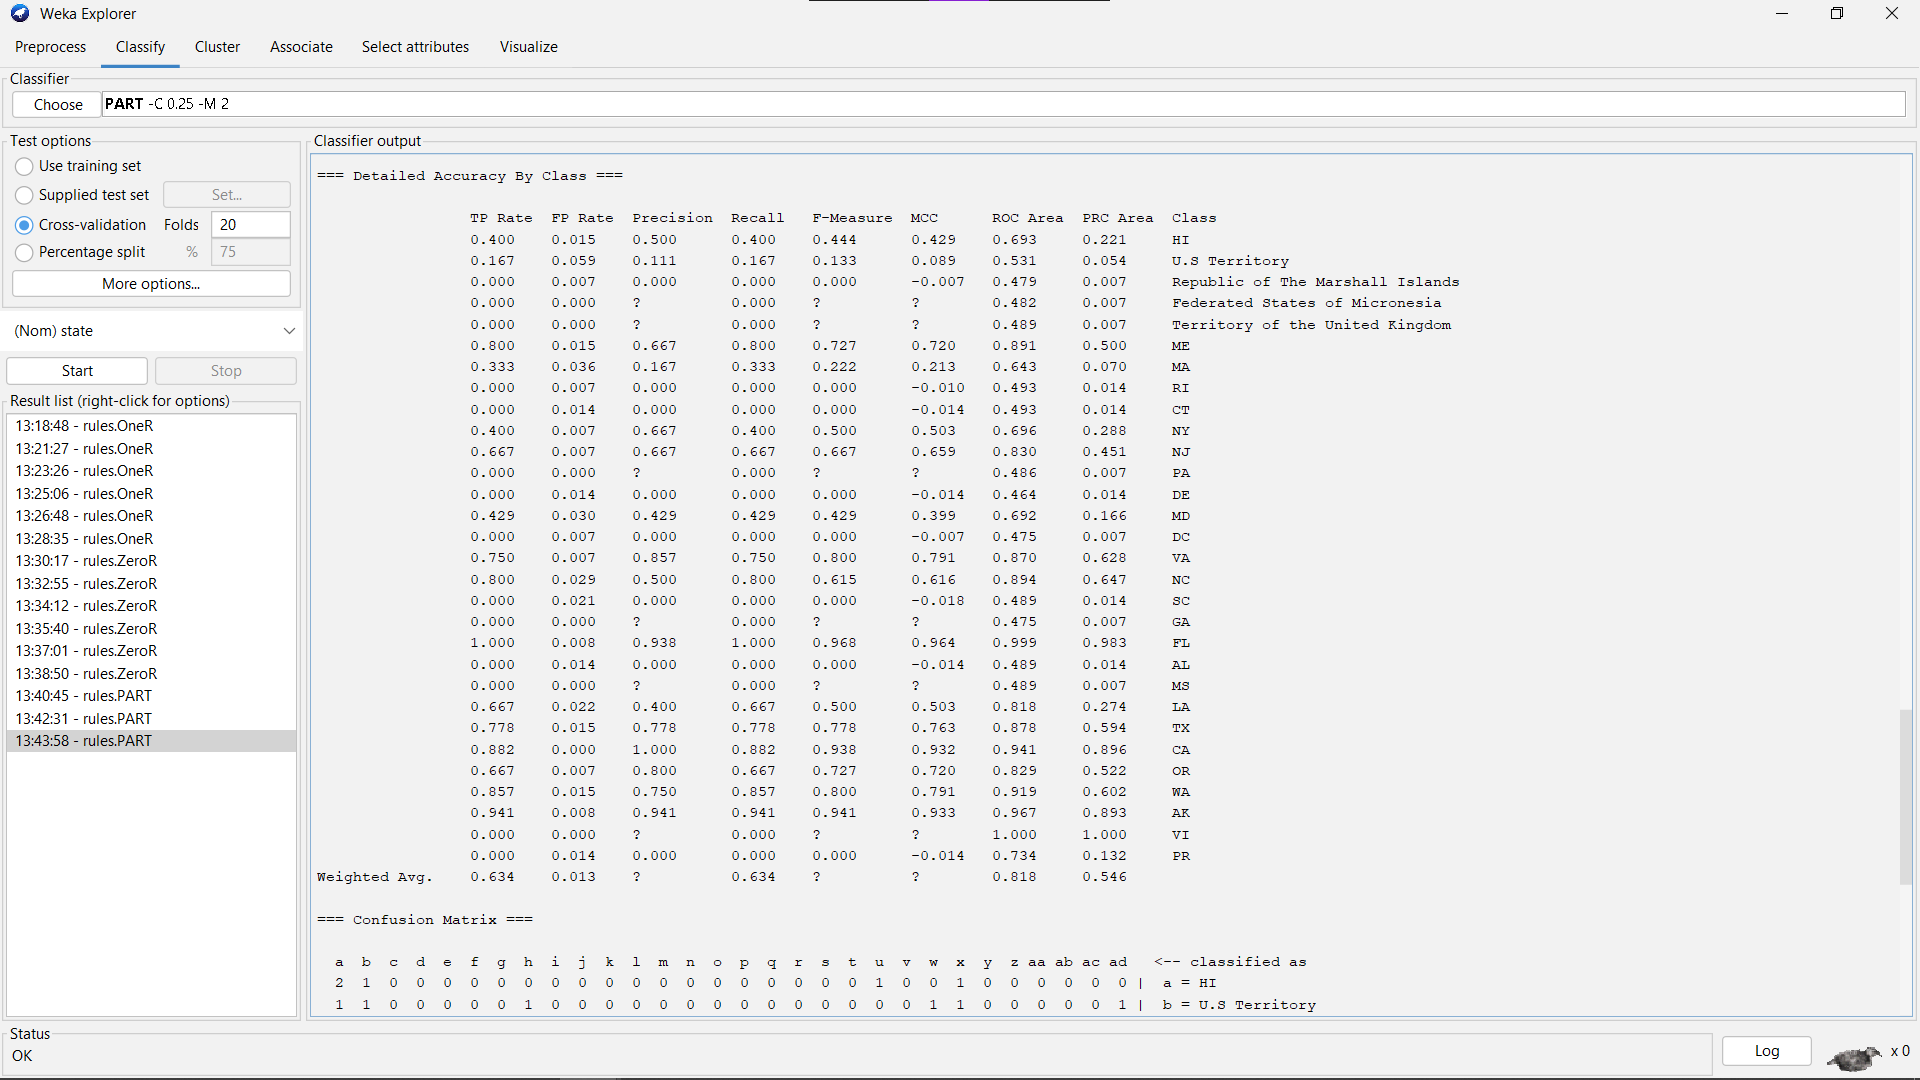 Weka Explorer
Preprocess Classify Cluster Associate Select attributes Visualize
Classifier
Choose PART -C 0.25 -M 2
Test options
Use training set
Supplied test set Set...
Cross-validation Folds 20
Percentage split % 75
More options...
(Nom) state
Start Stop
Result list (right-click for options)
13:18:48 - rules.OneR
13:21:27 - rules.OneR
13:23:26 - rules.OneR
13:25:06 - rules.OneR
13:26:48 - rules.OneR
13:28:35 - rules.OneR
13:30:17 - rules.ZeroR
13:32:55 - rules.ZeroR
13:34:12 - rules.ZeroR
13:35:40 - rules.ZeroR
13:37:01 - rules.ZeroR
13:38:50 - rules.ZeroR
13:40:45 - rules.PART
13:42:31 - rules.PART
13:43:58 - rules.PART
Classifier output
=== Detailed Accuracy By Class ===
TP Rate FP Rate Precision Recall F-Measure MCC ROC Area PRC Area Class
0.400 0.015 0.500 0.400 0.444 0.429 0.693 0.221 HI
0.167 0.059 0.111 0.167 0.133 0.089 0.531 0.054 U.S Territory
0.000 0.007 0.000 0.000 0.000 -0.007 0.479 0.007 Republic of The Marshall Islands
0.000 0.000 ? 0.000 ? ? 0.482 0.007 Federated States of Micronesia
0.000 0.000 ? 0.000 ? ? 0.489 0.007 Territory of the United Kingdom
0.800 0.015 0.667 0.800 0.727 0.720 0.891 0.500 ME
0.333 0.036 0.167 0.333 0.222 0.213 0.643 0.070 MA
0.000 0.007 0.000 0.000 0.000 -0.010 0.493 0.014 RI
0.000 0.014 0.000 0.000 0.000 -0.014 0.493 0.014 CT
0.400 0.007 0.667 0.400 0.500 0.503 0.696 0.288 NY
0.667 0.007 0.667 0.667 0.667 0.659 0.830 0.451 NJ
0.000 0.000 ? 0.000 ? ? 0.486 0.007 PA
0.000 0.014 0.000 0.000 0.000 -0.014 0.464 0.014 DE
0.429 0.030 0.429 0.429 0.429 0.399 0.692 0.166 MD
0.000 0.007 0.000 0.000 0.000 -0.007 0.475 0.007 DC
0.750 0.007 0.857 0.750 0.800 0.791 0.870 0.628 VA
0.800 0.029 0.500 0.800 0.615 0.616 0.894 0.647 NC
0.000 0.021 0.000 0.000 0.000 -0.018 0.489 0.014 SC
0.000 0.000 ? 0.000 ? ? 0.475 0.007 GA
1.000 0.008 0.938 1.000 0.968 0.964 0.999 0.983 FL
0.000 0.014 0.000 0.000 0.000 -0.014 0.489 0.014 AL
0.000 0.000 ? 0.000 ? ? 0.489 0.007 MS
0.667 0.022 0.400 0.667 0.500 0.503 0.818 0.274 LA
0.778 0.015 0.778 0.778 0.778 0.763 0.878 0.594 TX
0.882 0.000 1.000 0.882 0.938 0.932 0.941 0.896 CA
0.667 0.007 0.800 0.667 0.727 0.720 0.829 0.522 OR
0.857 0.015 0.750 0.857 0.800 0.791 0.919 0.602 WA
0.941 0.008 0.941 0.941 0.941 0.933 0.967 0.893 AK
0.000 0.000 ? 0.000 ? ? 1.000 1.000 VI
0.000 0.014 0.000 0.000 0.000 -0.014 0.734 0.132 PR
Weighted Avg. 0.634 0.013 ? 0.634 ? ? 0.818 0.546
=== Confusion Matrix ===
a b c d e f g h i j k l m n o p q r s t u v w x y z aa ab ac ad <-- classified as
2 1 0 0 0 0 0 0 0 0 0 0 0 0 0 0 0 0 0 0 1 0 0 1 0 0 0 0 0 0 | a = HI
1 1 0 0 0 0 0 1 0 0 0 0 0 0 0 0 0 0 0 0 0 0 1 1 0 0 0 0 0 1 | b = U.S Territory
Status
OK
Log
x 0